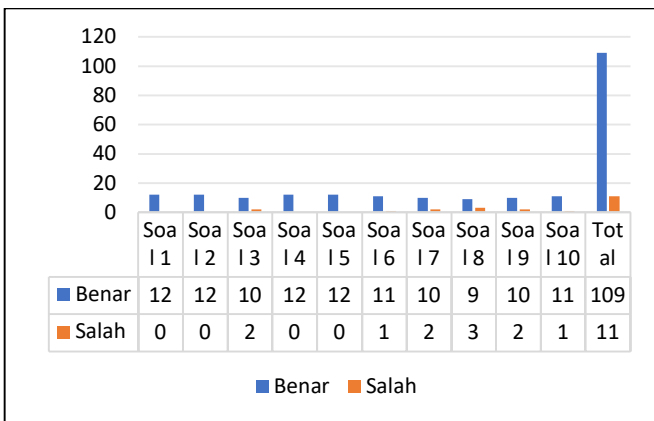 120
100
80
60
40
20
0
Soa Soa Soa Soa Soa Soa Soa Soa Soa Soa Tot
l 1 l 2 l 3 l 4 l 5 l 6 l 7 l 8 l 9 l 10 al
Benar 12 12 10 12 12 11 10 9 10 11 109
Salah 0 0 2 0 0 1 2 3 2 1 11
Benar Salah